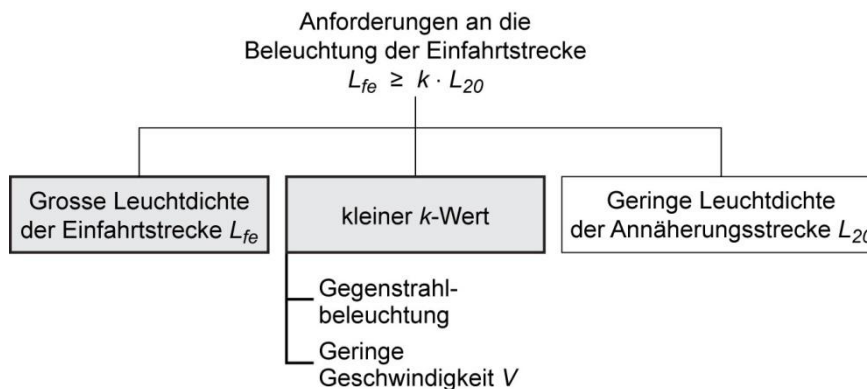 Anforderungen an die
Beleuchtung der Einfahrtstrecke
L_fe ≥ k · L_20
Grosse Leuchtdichte
der Einfahrtstrecke L_fe
kleiner k-Wert
Geringe Leuchtdichte
der Annäherungsstrecke L_20
Gegenstrahl-
beleuchtung
Geringe
Geschwindigkeit V